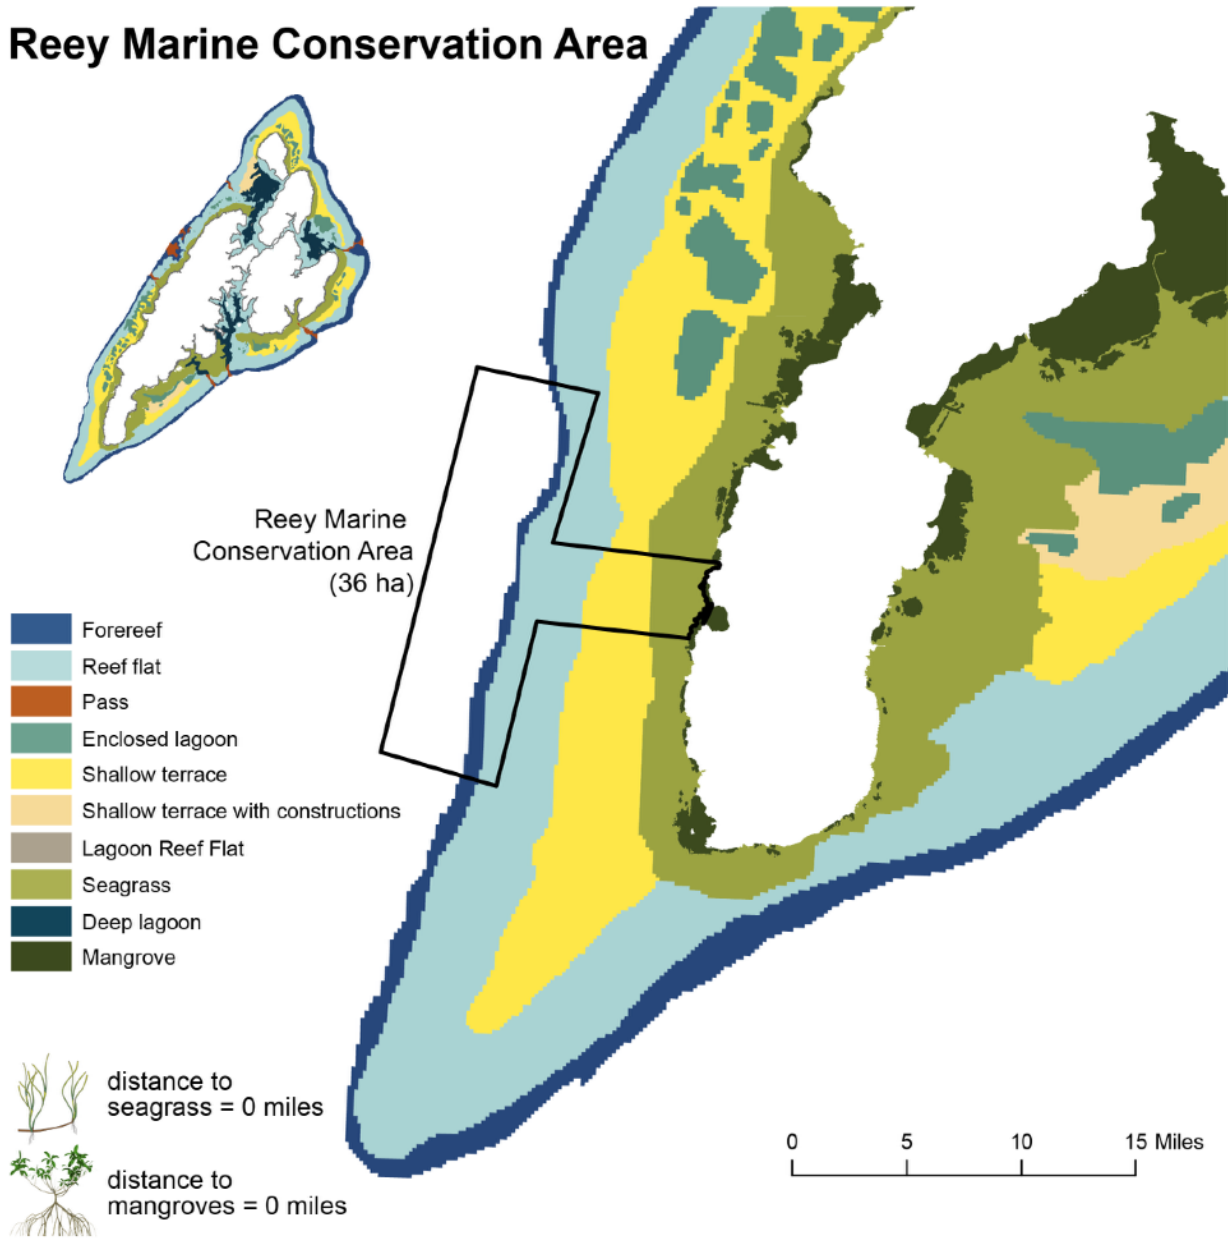 Reey Marine Conservation Area
Reey Marine
Conservation Area
(36 ha)
Forereef
Reef flat
Pass
Enclosed lagoon
Shallow terrace
Shallow terrace with constructions
Lagoon Reef Flat
Seagrass
Deep lagoon
Mangrove
distance to
seagrass = 0 miles
distance to
mangroves = 0 miles
0 5 10 15 Miles